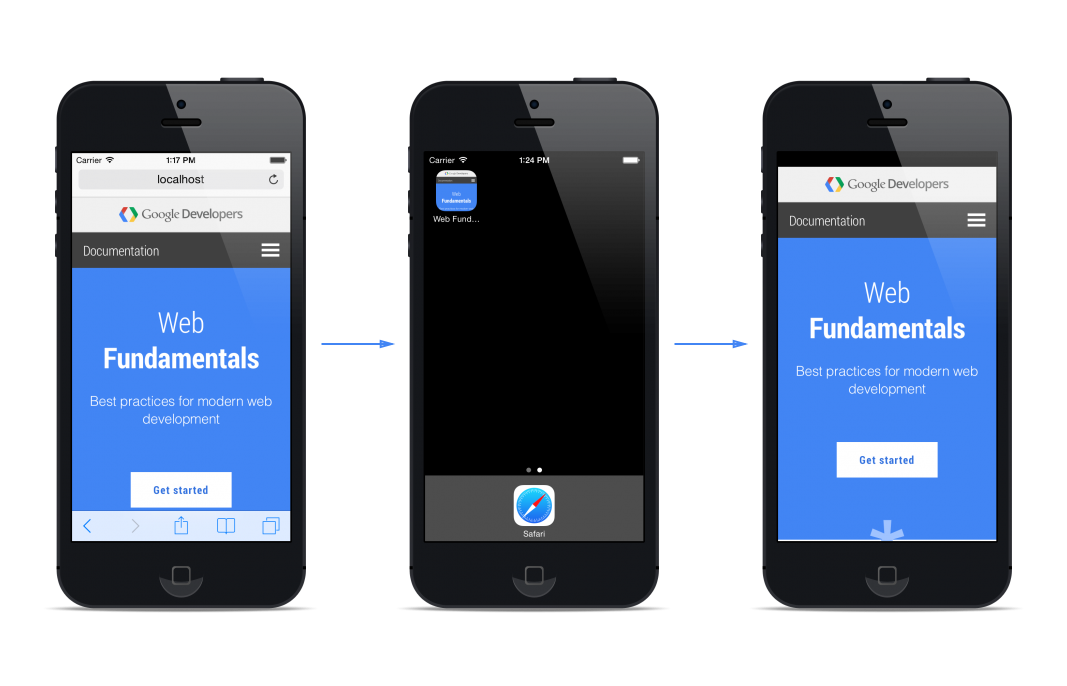 Carrier 1:17 PM
localhost
Google Developers
Documentation
Web
Fundamentals
Best practices for modern web
development
Get started
Carrier 1:24 PM
Web
Fundamentals
Web Fund...
Safari
Google Developers
Documentation
Web
Fundamentals
Best practices for modern web
development
Get started